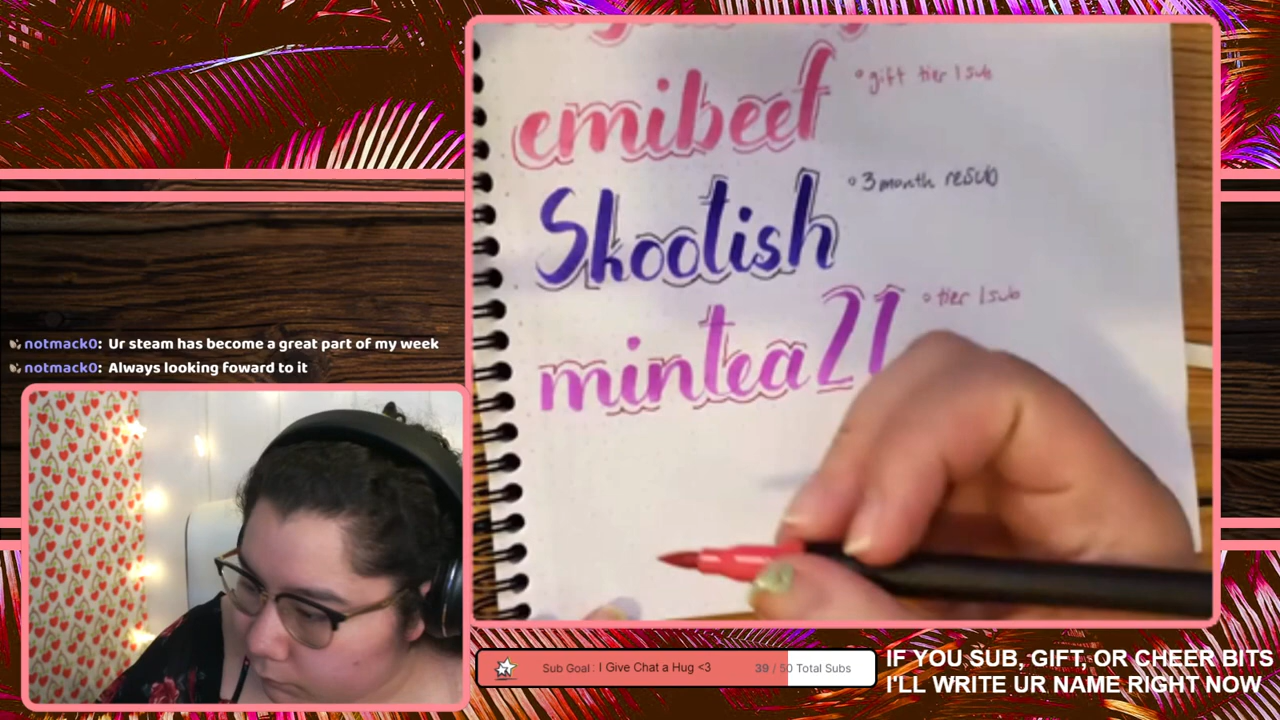 notmack0: Ur steam has become a great part of my week
notmack0: Always looking foward to it
emibeef
gift tier 1 sub
Skootish
3 month resub
mintea21
tier 1 sub
Sub Goal : I Give Chat a Hug <3 39 / 50 Total Subs
IF YOU SUB, GIFT, OR CHEER BITS
I'LL WRITE UR NAME RIGHT NOW